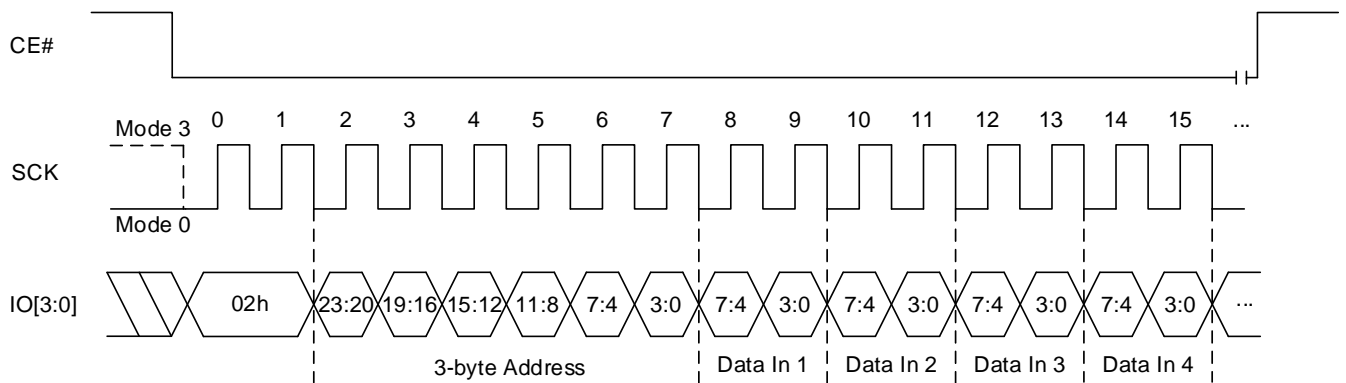 CE#
Mode 3 0 1 2 3 4 5 6 7 8 9 10 11 12 13 14 15 ...
SCK
Mode 0
IO[3:0] 02h 23:20 19:16 15:12 11:8 7:4 3:0 7:4 3:0 7:4 3:0 7:4 3:0 7:4 3:0 ...
3-byte Address Data In 1 Data In 2 Data In 3 Data In 4